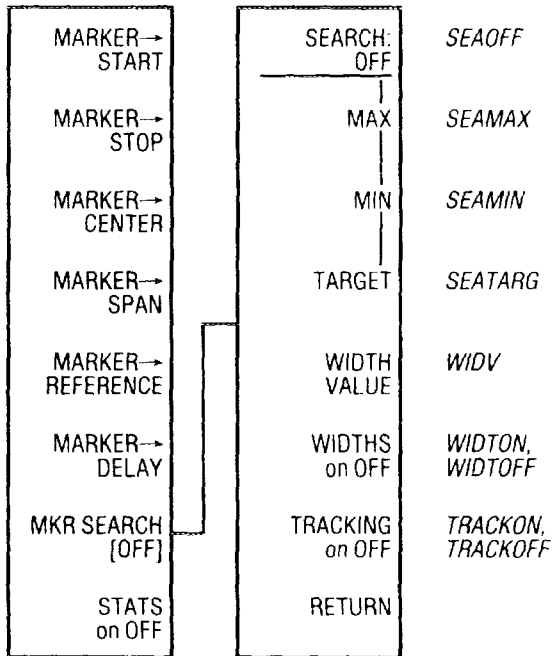 MARKER→
START
MARKER→
STOP
MARKER→
CENTER
MARKER→
SPAN
MARKER→
REFERENCE
MARKER→
DELAY
MKR SEARCH
[OFF]
STATS
on OFF
SEARCH:
OFF
MAX
MIN
TARGET
WIDTH
VALUE
WIDTHS
on OFF
TRACKING
on OFF
RETURN
SEAOFF
SEAMAX
SEAMIN
SEATARG
WIDV
WIDTON,
WIDTOFF
TRACKON,
TRACKOFF